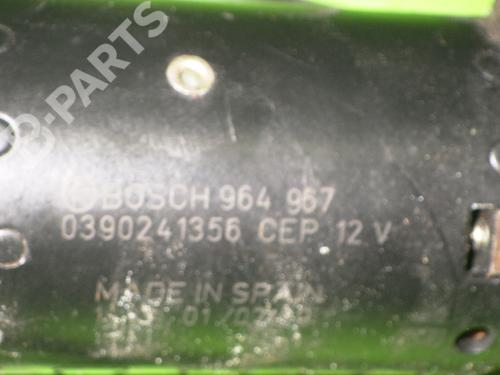 B-PARTS
BOSCH 964 967
0390241356 CEP 12 V
MADE IN SPAIN